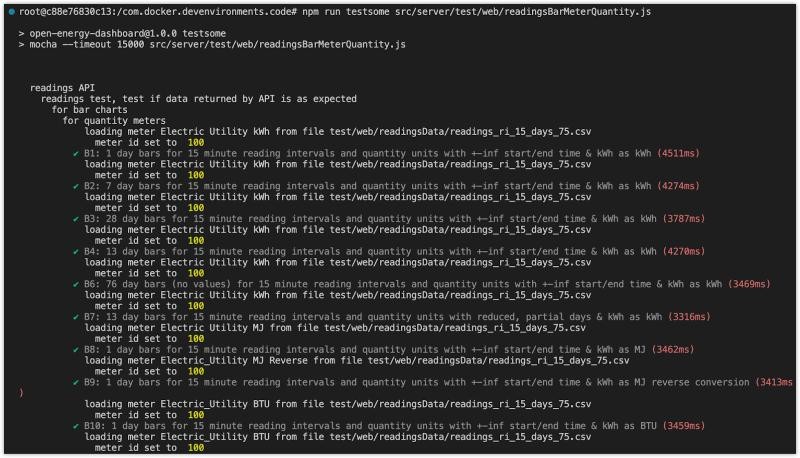 root@c88e76830c13:/com.docker.devenvironments.code# npm run testsome src/server/test/web/readingsBarMeterQuantity.js
> open-energy-dashboard@1.0.0 testsome
> mocha --timeout 15000 src/server/test/web/readingsBarMeterQuantity.js
readings API
readings test, test if data returned by API is as expected
for bar charts
for quantity meters
loading meter Electric Utility kWh from file test/web/readingsData/readings_ri_15_days_75.csv
meter id set to 100
✔ B1: 1 day bars for 15 minute reading intervals and quantity units with +-inf start/end time & kWh as kWh (4511ms)
loading meter Electric Utility kWh from file test/web/readingsData/readings_ri_15_days_75.csv
meter id set to 100
✔ B2: 7 day bars for 15 minute reading intervals and quantity units with +-inf start/end time & kWh as kWh (4274ms)
loading meter Electric Utility kWh from file test/web/readingsData/readings_ri_15_days_75.csv
meter id set to 100
✔ B3: 28 day bars for 15 minute reading intervals and quantity units with +-inf start/end time & kWh as kWh (3787ms)
loading meter Electric Utility kWh from file test/web/readingsData/readings_ri_15_days_75.csv
meter id set to 100
✔ B4: 13 day bars for 15 minute reading intervals and quantity units with +-inf start/end time & kWh as kWh (4270ms)
loading meter Electric Utility kWh from file test/web/readingsData/readings_ri_15_days_75.csv
meter id set to 100
✔ B6: 76 day bars (no values) for 15 minute reading intervals and quantity units with +-inf start/end time & kWh as kWh (3469ms)
loading meter Electric Utility kWh from file test/web/readingsData/readings_ri_15_days_75.csv
meter id set to 100
✔ B7: 13 day bars for 15 minute reading intervals and quantity units with reduced, partial days & kWh as kWh (3316ms)
loading meter Electric Utility MJ from file test/web/readingsData/readings_ri_15_days_75.csv
meter id set to 100
✔ B8: 1 day bars for 15 minute reading intervals and quantity units with +-inf start/end time & kWh as MJ (3462ms)
loading meter Electric_Utility MJ Reverse from file test/web/readingsData/readings_ri_15_days_75.csv
meter id set to 100
✔ B9: 1 day bars for 15 minute reading intervals and quantity units with +-inf start/end time & kWh as MJ reverse conversion (3413ms
)
loading meter Electric_Utility BTU from file test/web/readingsData/readings_ri_15_days_75.csv
meter id set to 100
✔ B10: 1 day bars for 15 minute reading intervals and quantity units with +-inf start/end time & kWh as BTU (3459ms)
loading meter Electric_Utility BTU from file test/web/readingsData/readings_ri_15_days_75.csv
meter id set to 100